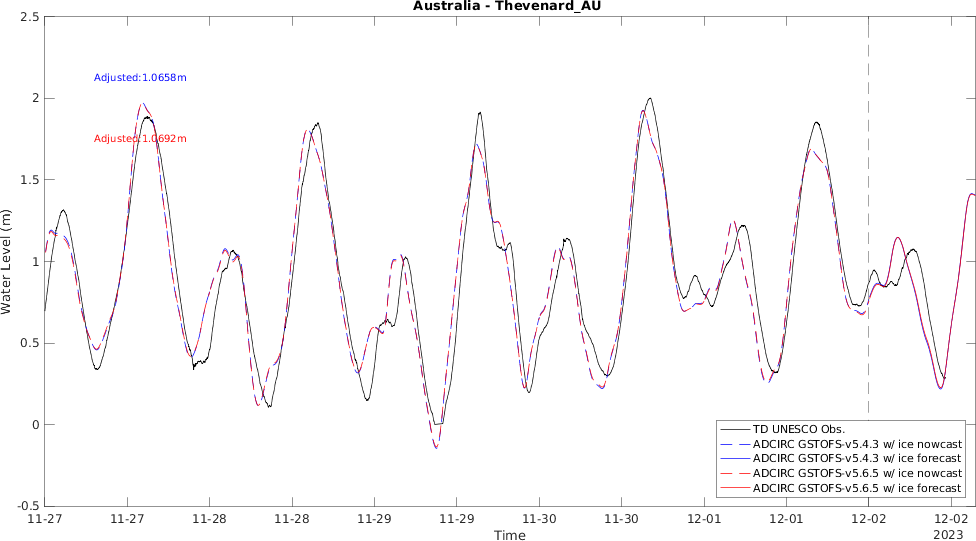 Australia - Thevenard_AU
2.5
2
1.5
1
0.5
0
-0.5
Water Level (m)
Adjusted:1.0658m
Adjusted:1.0692m
TD UNESCO Obs.
ADCIRC GSTOFS-v5.4.3 w/ ice nowcast
ADCIRC GSTOFS-v5.4.3 w/ ice forecast
ADCIRC GSTOFS-v5.6.5 w/ ice nowcast
ADCIRC GSTOFS-v5.6.5 w/ ice forecast
11-27 11-27 11-28 11-28 11-29 11-29 11-30 11-30 12-01 12-01 12-02 12-02
Time
2023